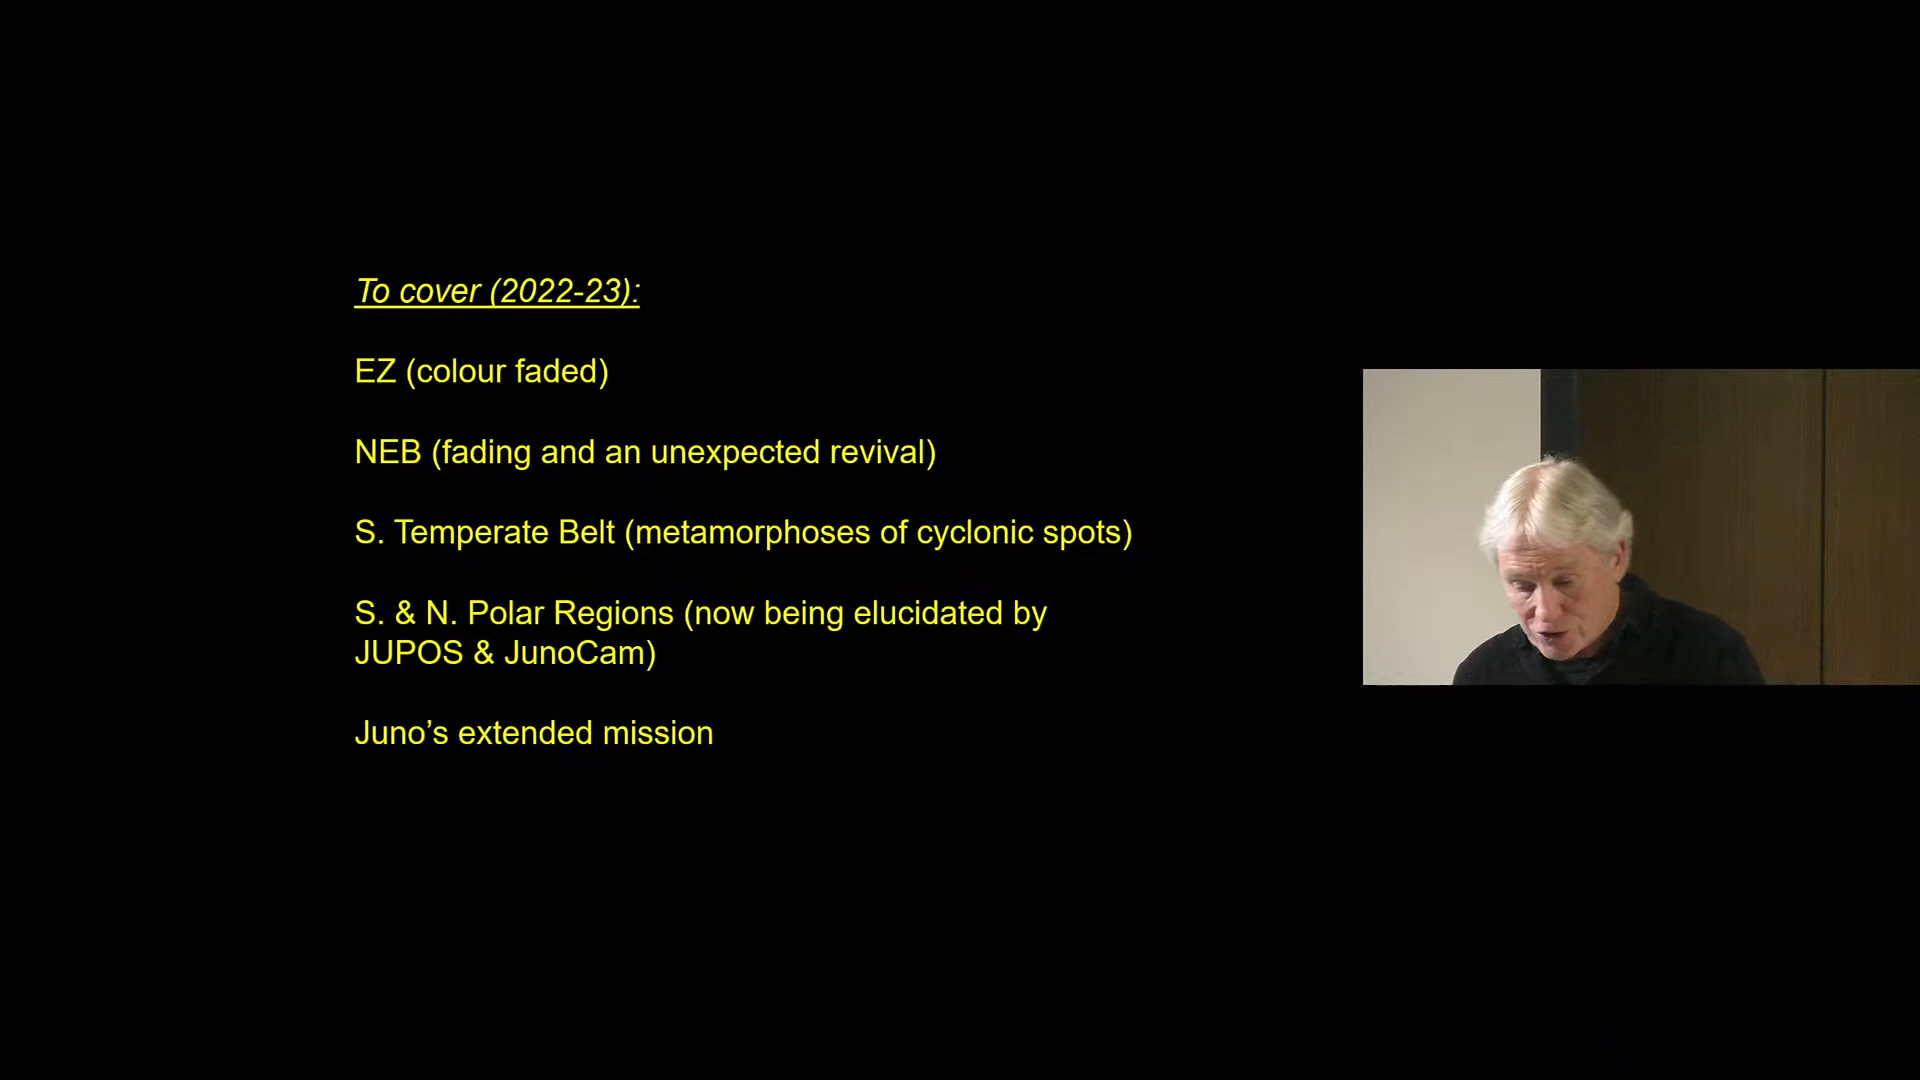 To cover (2022-23):
EZ (colour faded)
NEB (fading and an unexpected revival)
S. Temperate Belt (metamorphoses of cyclonic spots)
S. & N. Polar Regions (now being elucidated by
JUPOS & JunoCam)
Juno’s extended mission